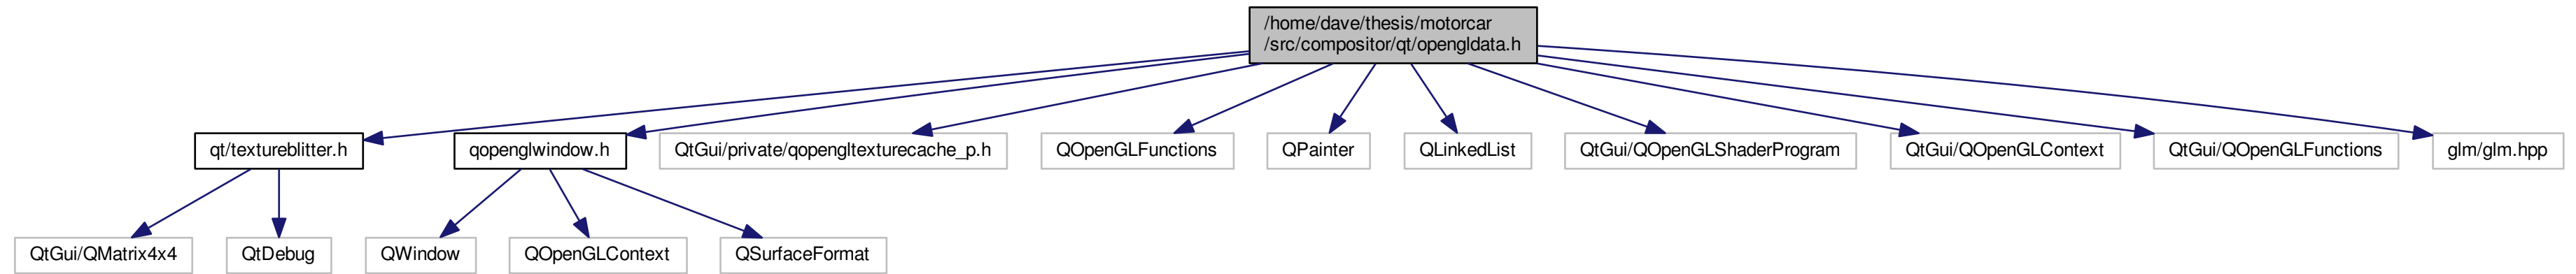 /home/dave/thesis/motorcar
/src/compositor/qt/opengldata.h
qt/textureblitter.h
qopenglwindow.h
QtGui/private/qopengltexturecache_p.h
QOpenGLFunctions
QPainter
QLinkedList
QtGui/QOpenGLShaderProgram
QtGui/QOpenGLContext
QtGui/QOpenGLFunctions
glm/glm.hpp
QtGui/QMatrix4x4
QtDebug
QWindow
QOpenGLContext
QSurfaceFormat